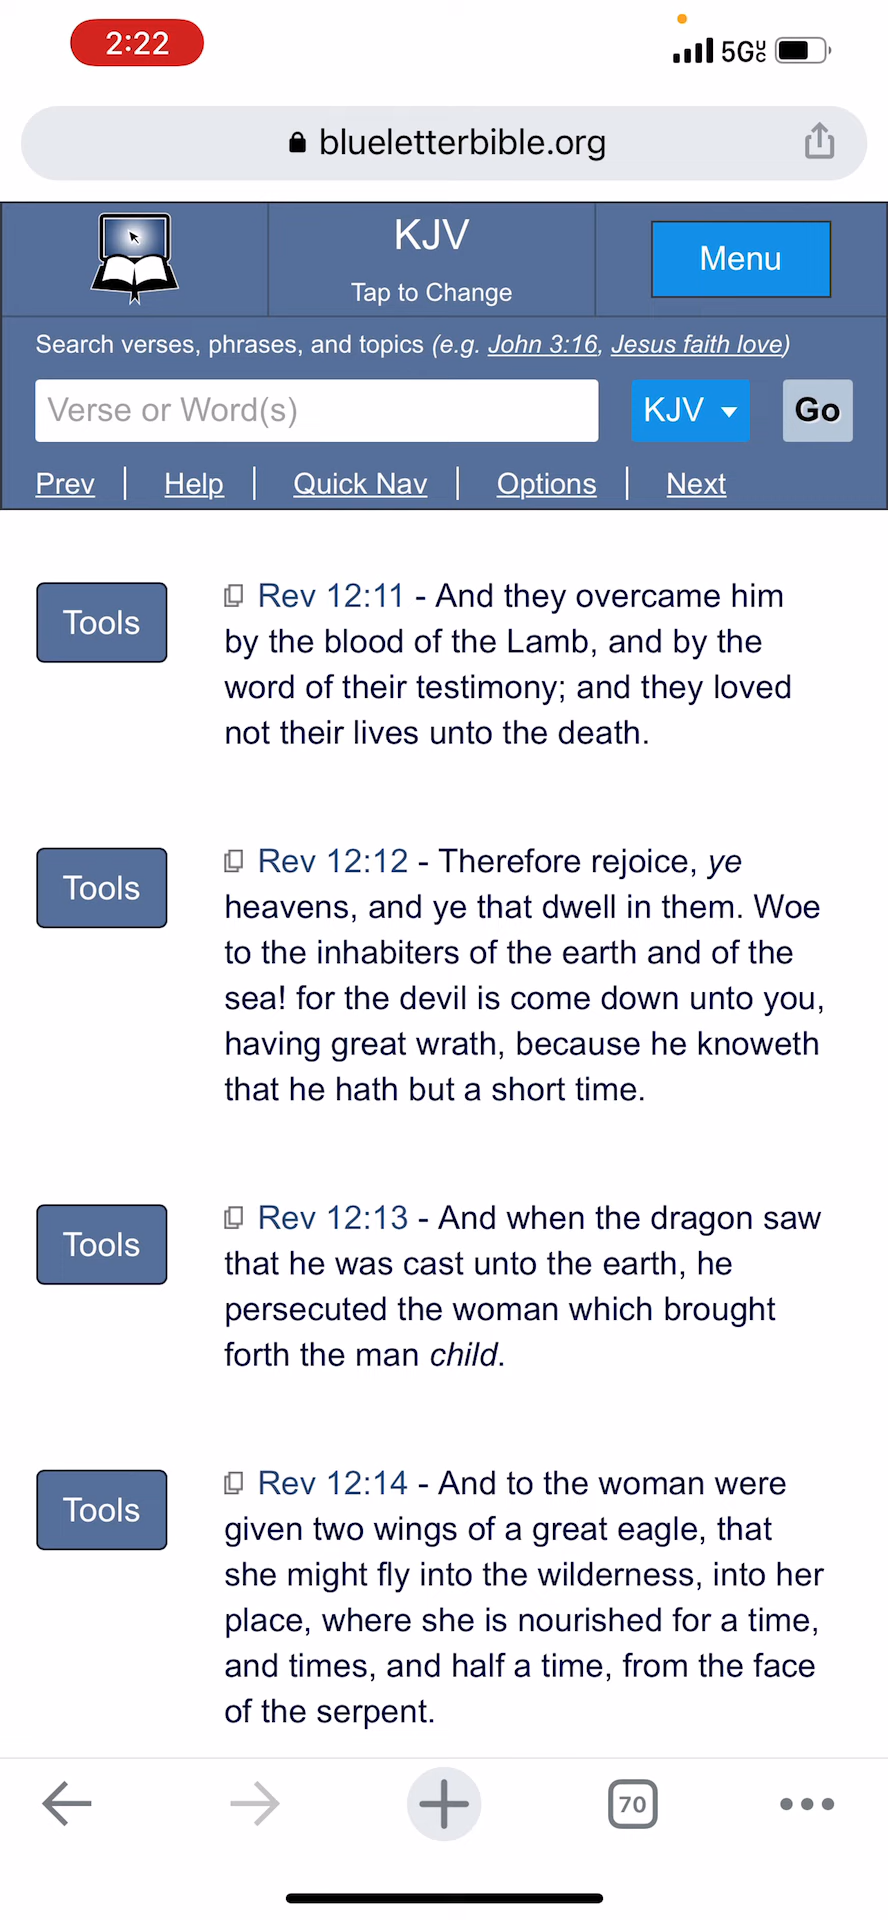 2:22
5GUC
blueletterbible.org
KJV
Tap to Change
Menu
Search verses, phrases, and topics (e.g. John 3:16, Jesus faith love)
Verse or Word(s)
KJV
Go
Prev | Help | Quick Nav | Options | Next
Tools
Rev 12:11 - And they overcame him
by the blood of the Lamb, and by the
word of their testimony; and they loved
not their lives unto the death.
Tools
Rev 12:12 - Therefore rejoice, ye
heavens, and ye that dwell in them. Woe
to the inhabiters of the earth and of the
sea! for the devil is come down unto you,
having great wrath, because he knoweth
that he hath but a short time.
Tools
Rev 12:13 - And when the dragon saw
that he was cast unto the earth, he
persecuted the woman which brought
forth the man child.
Tools
Rev 12:14 - And to the woman were
given two wings of a great eagle, that
she might fly into the wilderness, into her
place, where she is nourished for a time,
and times, and half a time, from the face
of the serpent.
70